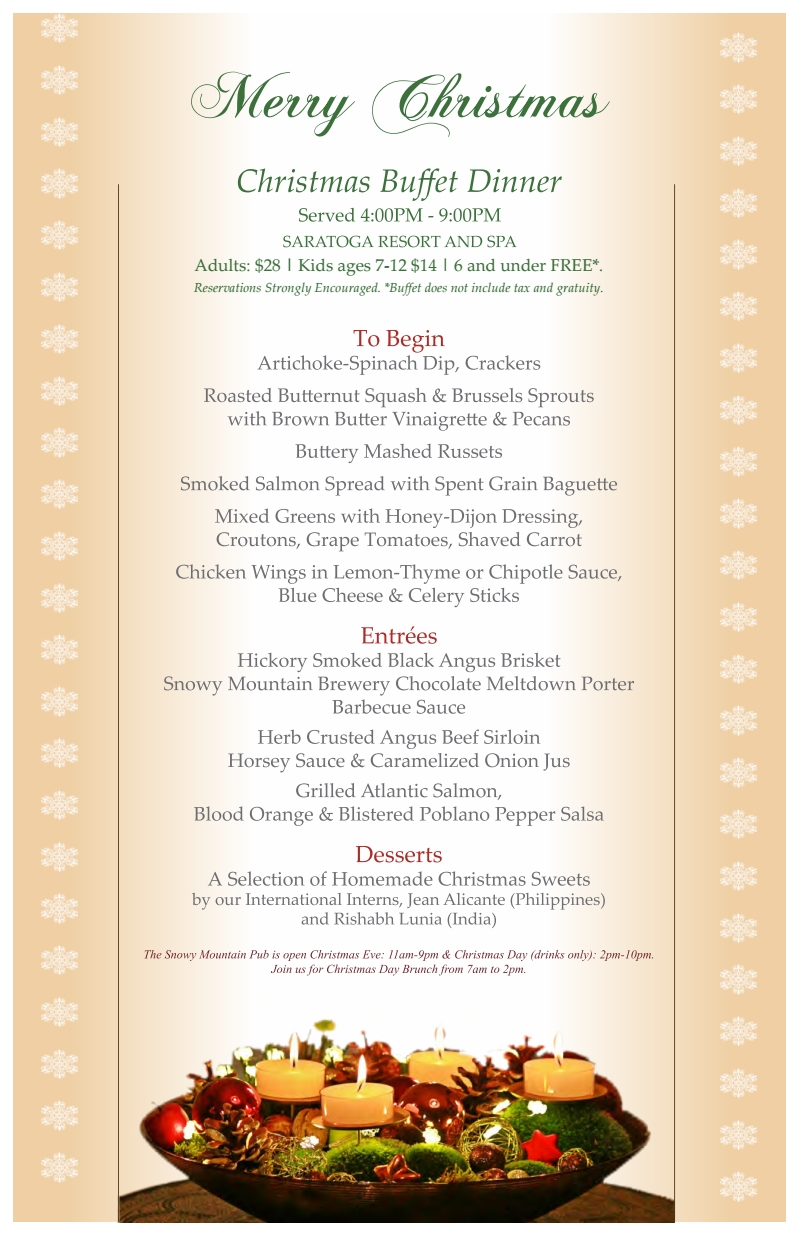 Merry Christmas
Christmas Buffet Dinner
Served 4:00PM - 9:00PM
SARATOGA RESORT AND SPA
Adults: $28 | Kids ages 7-12 $14 | 6 and under FREE*.
Reservations Strongly Encouraged. *Buffet does not include tax and gratuity.
To Begin
Artichoke-Spinach Dip, Crackers
Roasted Butternut Squash & Brussels Sprouts
with Brown Butter Vinaigrette & Pecans
Buttery Mashed Russets
Smoked Salmon Spread with Spent Grain Baguette
Mixed Greens with Honey-Dijon Dressing,
Croutons, Grape Tomatoes, Shaved Carrot
Chicken Wings in Lemon-Thyme or Chipotle Sauce,
Blue Cheese & Celery Sticks
Entrées
Hickory Smoked Black Angus Brisket
Snowy Mountain Brewery Chocolate Meltdown Porter
Barbecue Sauce
Herb Crusted Angus Beef Sirloin
Horsey Sauce & Caramelized Onion Jus
Grilled Atlantic Salmon,
Blood Orange & Blistered Poblano Pepper Salsa
Desserts
A Selection of Homemade Christmas Sweets
by our International Interns, Jean Alicante (Philippines)
and Rishabh Lunia (India)
The Snowy Mountain Pub is open Christmas Eve: 11am-9pm & Christmas Day (drinks only): 2pm-10pm.
Join us for Christmas Day Brunch from 7am to 2pm.